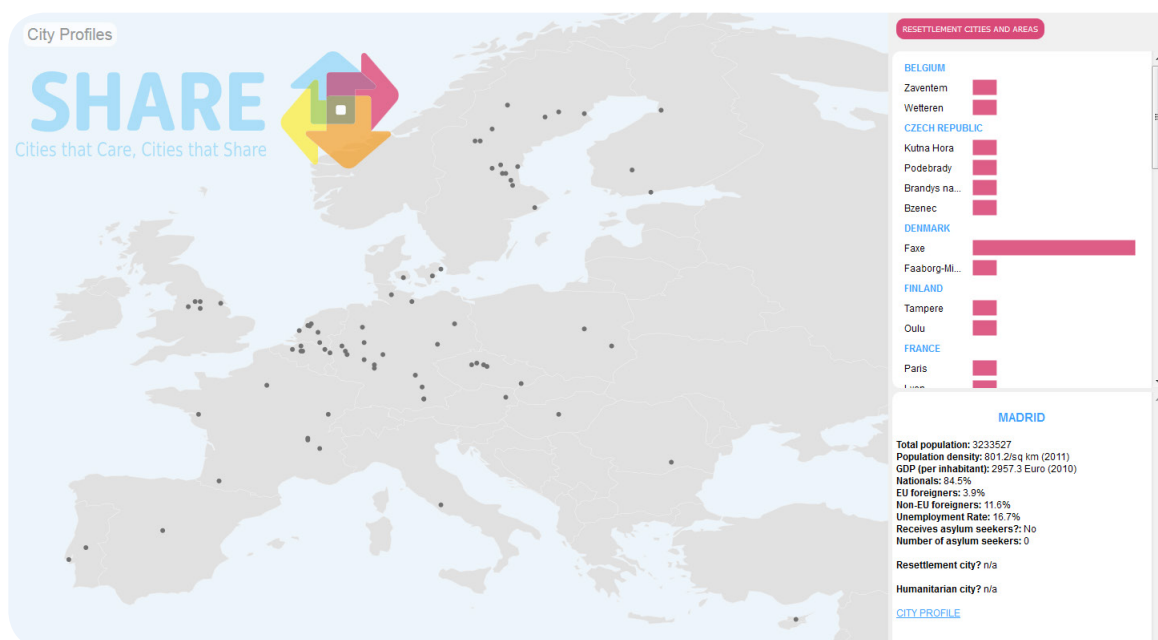 City Profiles
SHARE
Cities that Care, Cities that Share
RESETTLEMENT CITIES AND AREAS
BELGIUM
Zaventem
Wetteren
CZECH REPUBLIC
Kutna Hora
Podebrady
Brandys na...
Bzenec
DENMARK
Faxe
Faaborg-Mi...
FINLAND
Tampere
Oulu
FRANCE
Paris
MADRID
Total population: 3233527
Population density: 801.2/sq km (2011)
GDP (per inhabitant): 2957.3 Euro (2010)
Nationals: 84.5%
EU foreigners: 3.9%
Non-EU foreigners: 11.6%
Unemployment Rate: 16.7%
Receives asylum seekers?: No
Number of asylum seekers: 0
Resettlement city? n/a
Humanitarian city? n/a
CITY PROFILE